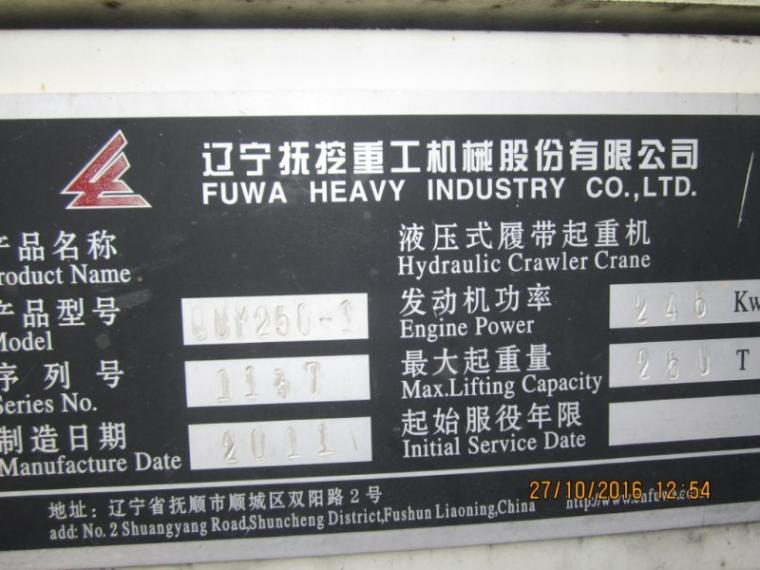 辽宁抚挖重工机械股份有限公司
FUWA HEAVY INDUSTRY CO.,LTD.
产品名称 液压式履带起重机
roduct Name Hydraulic Crawler Crane
产品型号 发动机功率 Kw
Model Engine Power
序列号 1137 最大起重量 T
Series No. Max.Lifting Capacity
制造日期 2011 起始服役年限
Manufacture Date Initial Service Date
27/10/2016 12:54
地址: 辽宁省抚顺市顺城区双阳路2号
add: No.2 Shuangyang Road,Shuncheng District,Fushun Liaoning,China